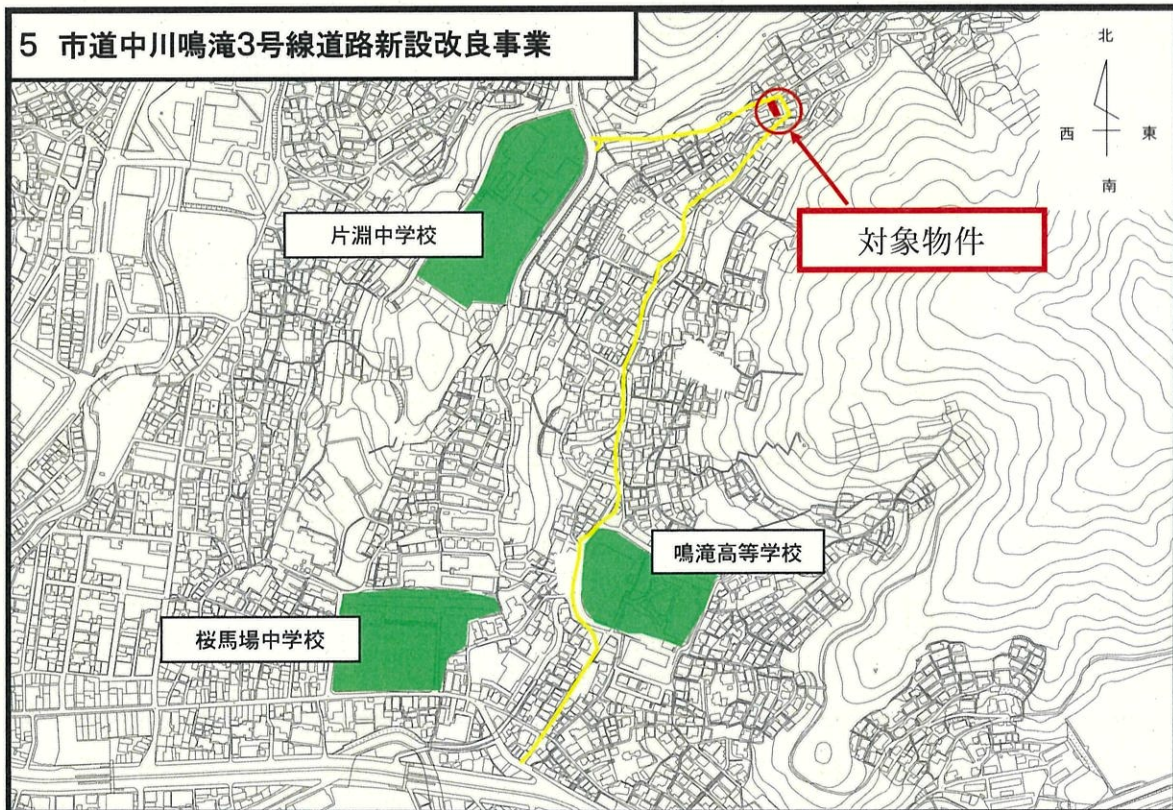 5 市道中川鳴滝3号線道路新設改良事業
北
西
東
南
対象物件
片淵中学校
鳴滝高等学校
桜馬場中学校